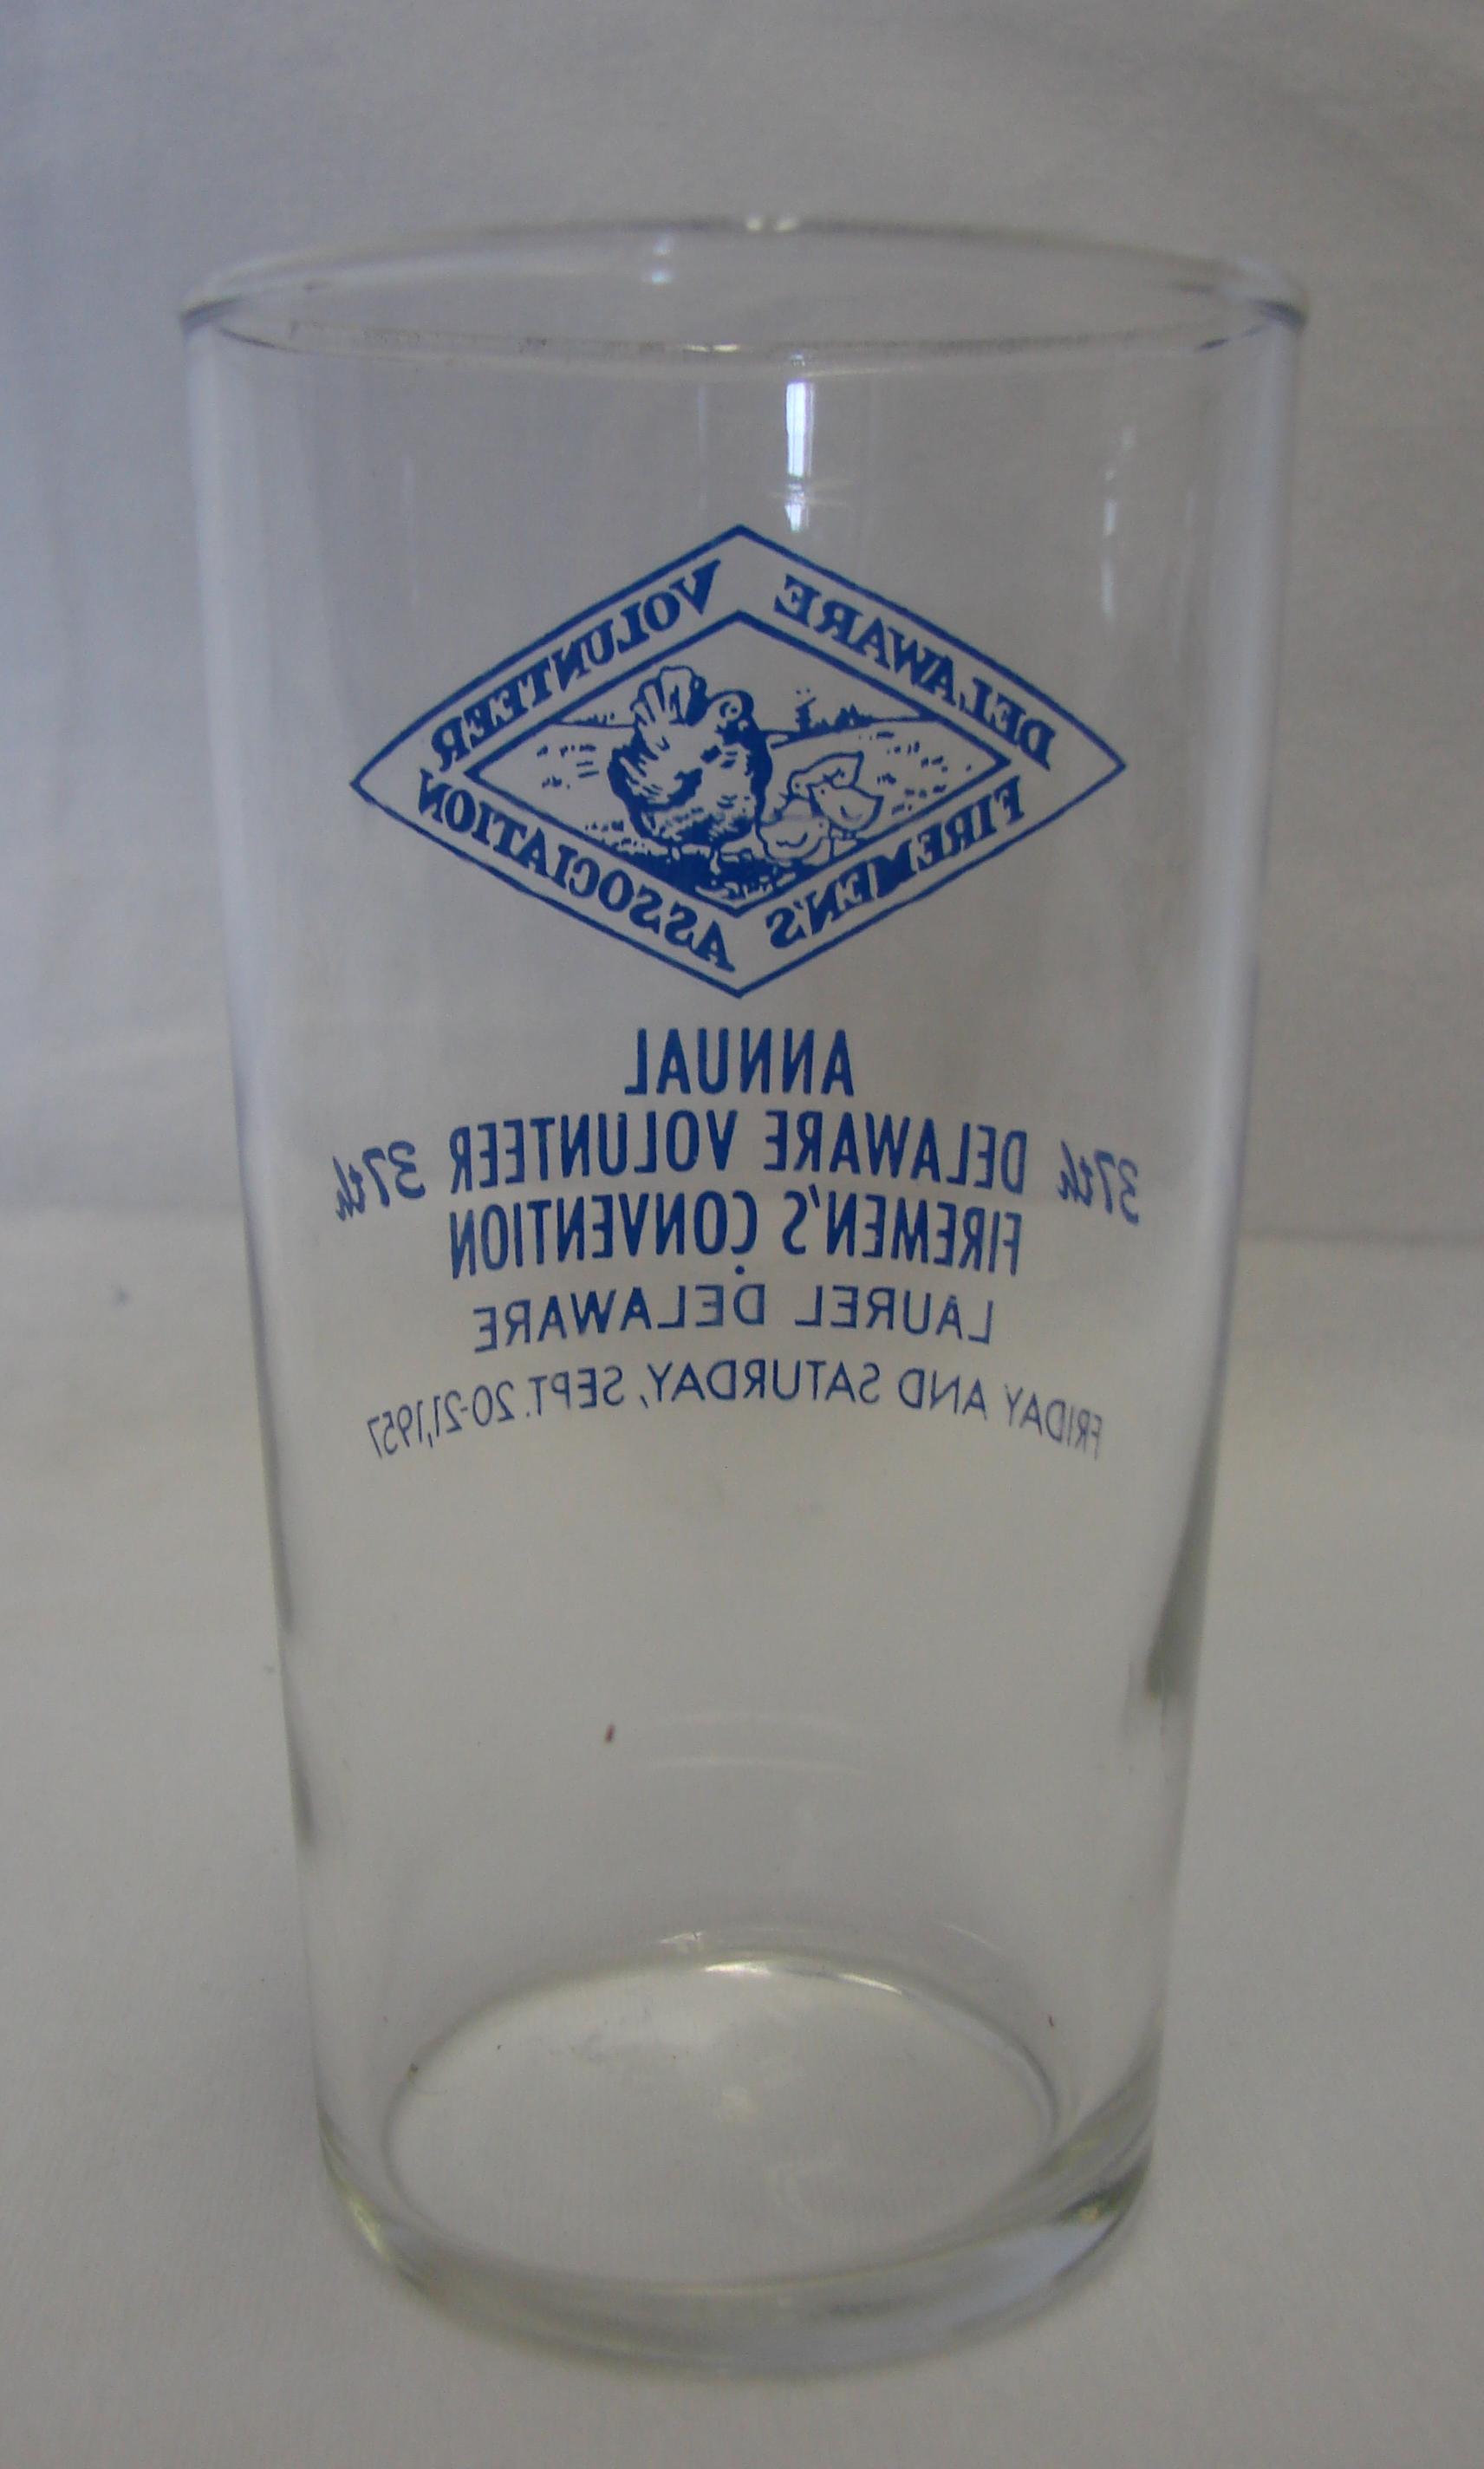 DELAWARE VOLUNTEER
FIREMEN'S ASSOCIATION
ANNUAL
37th DELAWARE VOLUNTEER 37th
FIREMEN'S CONVENTION
LAUREL DELAWARE
FRIDAY AND SATURDAY, SEPT. 20-21, 1957